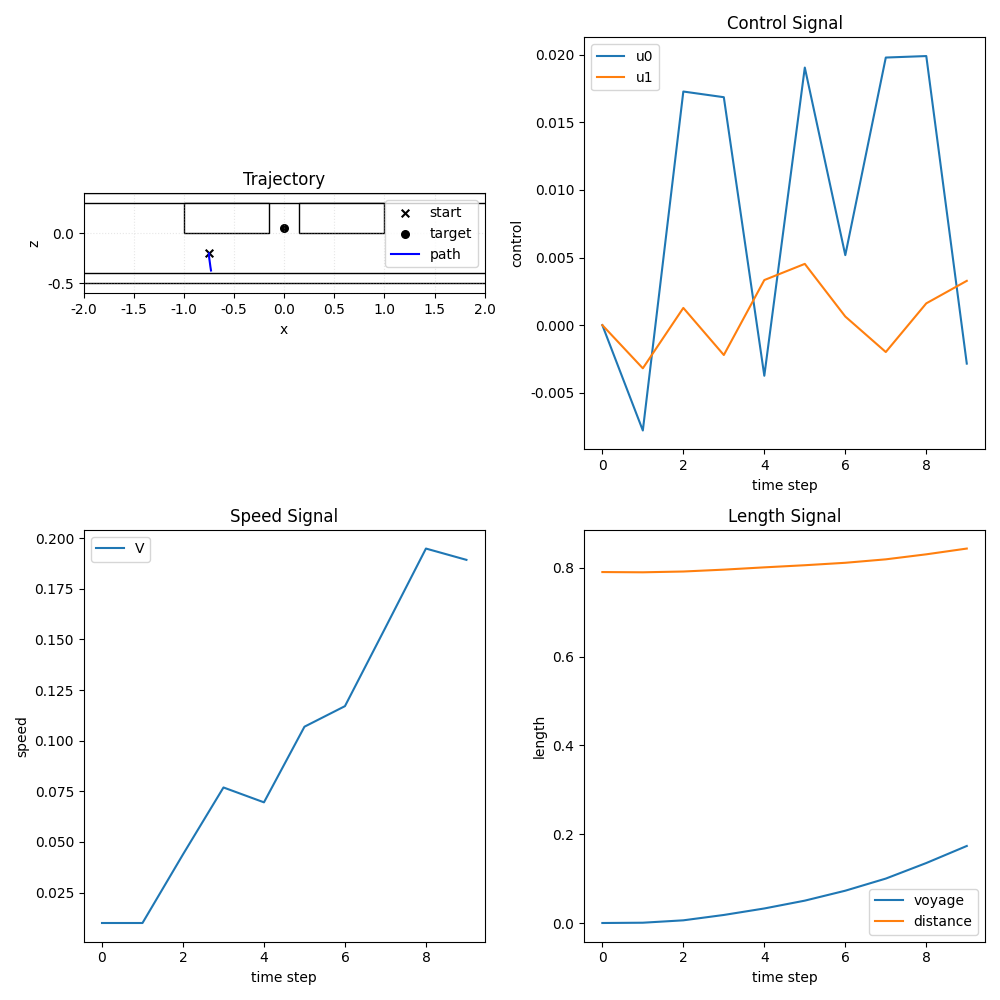 Control Signal
0.020
0.015
0.010
0.005
0.000
-0.005
control
u0
u1
0 2 4 6 8
time step
Trajectory
0.0
-0.5
z
start
target
path
-2.0 -1.5 -1.0 -0.5 0.0 0.5 1.0 1.5 2.0
x
Speed Signal
0.200
0.175
0.150
0.125
0.100
0.075
0.050
0.025
speed
V
0 2 4 6 8
time step
Length Signal
0.8
0.6
0.4
0.2
0.0
length
voyage
distance
0 2 4 6 8
time step